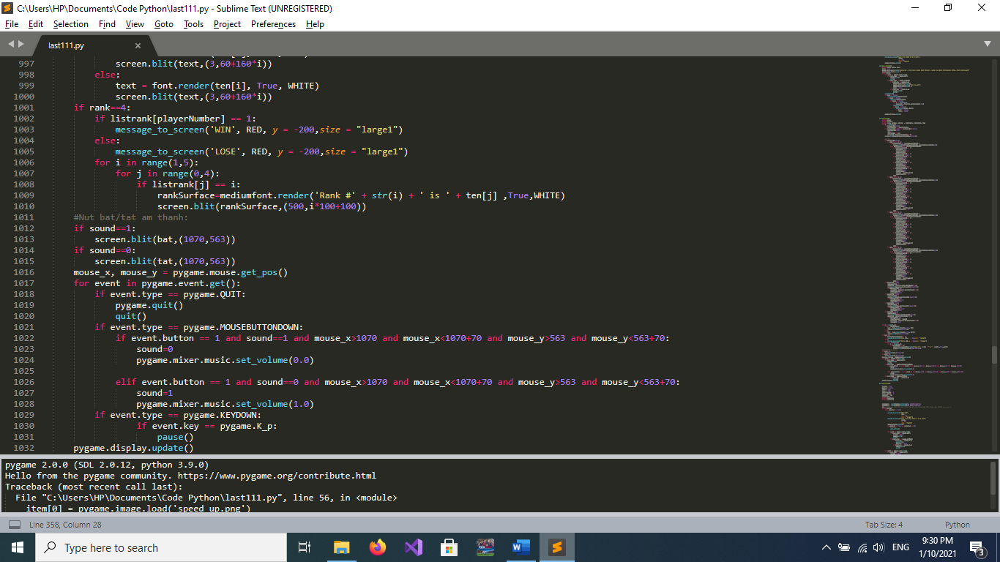 C:\Users\HP\Documents\Code Python\last111.py - Sublime Text (UNREGISTERED)
File Edit Selection Find View Goto Tools Project Preferences Help
last111.py
997 screen.blit(text,(3,60+160*i))
998 else:
999 text = font.render(ten[i], True, WHITE)
1000 screen.blit(text,(3,60+160*i))
1001 if rank==4:
1002 if listrank[playerNumber] == 1:
1003 message_to_screen('WIN', RED, y = -200,size = "large1")
1004 else:
1005 message_to_screen('LOSE', RED, y = -200,size = "large1")
1006 for i in range(1,5):
1007 for j in range(0,4):
1008 if listrank[j] == i:
1009 rankSurface=mediumfont.render('Rank #' + str(i) + ' is ' + ten[j] ,True,WHITE)
1010 screen.blit(rankSurface,(500,i*100+100))
1011 #Nut bat/tat am thanh:
1012 if sound==1:
1013 screen.blit(bat,(1070,563))
1014 if sound==0:
1015 screen.blit(tat,(1070,563))
1016 mouse_x, mouse_y = pygame.mouse.get_pos()
1017 for event in pygame.event.get():
1018 if event.type == pygame.QUIT:
1019 pygame.quit()
1020 quit()
1021 if event.type == pygame.MOUSEBUTTONDOWN:
1022 if event.button == 1 and sound==1 and mouse_x>1070 and mouse_x<1070+70 and mouse_y>563 and mouse_y<563+70:
1023 sound=0
1024 pygame.mixer.music.set_volume(0.0)
1025
1026 elif event.button == 1 and sound==0 and mouse_x>1070 and mouse_x<1070+70 and mouse_y>563 and mouse_y<563+70:
1027 sound=1
1028 pygame.mixer.music.set_volume(1.0)
1029 if event.type == pygame.KEYDOWN:
1030 if event.key == pygame.K_p:
1031 pause()
1032 pygame.display.update()
pygame 2.0.0 (SDL 2.0.12, python 3.9.0)
Hello from the pygame community. https://www.pygame.org/contribute.html
Traceback (most recent call last):
File "C:\Users\HP\Documents\Code Python\last111.py", line 56, in <module>
item[0] = pygame.image.load('speed up.png')
Line 358, Column 28 Tab Size: 4 Python
Type here to search
ENG
9:30 PM
1/10/2021
3